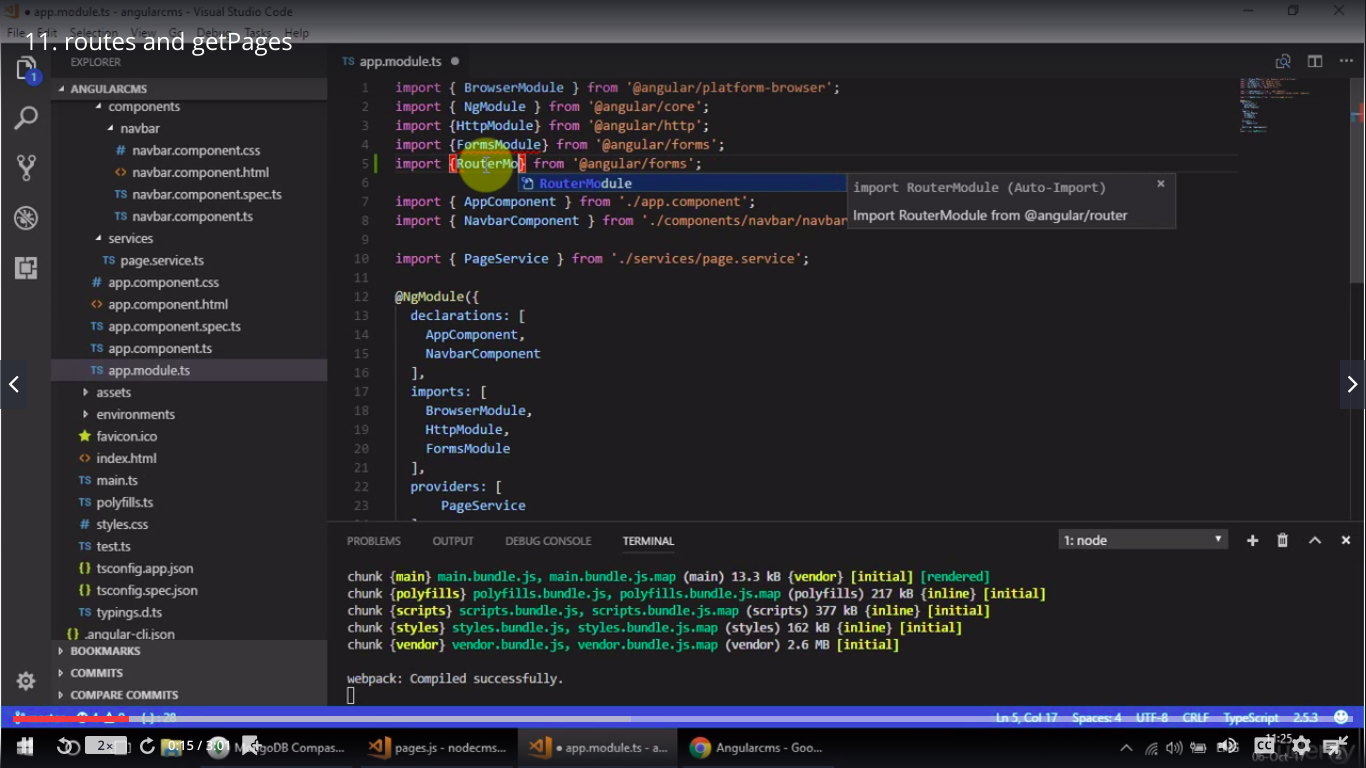 app.module.ts - angularcms - Visual Studio Code
File Edit Selection View Go Debug Tasks Help
11. routes and getPages
EXPLORER
ANGULARCMS
components
navbar
navbar.component.css
navbar.component.html
navbar.component.spec.ts
navbar.component.ts
services
TS page.service.ts
app.component.css
app.component.html
TS app.component.spec.ts
TS app.component.ts
TS app.module.ts
assets
environments
favicon.ico
index.html
TS main.ts
TS polyfills.ts
# styles.css
TS test.ts
{} tsconfig.app.json
{} tsconfig.spec.json
TS typings.d.ts
{} .angular-cli.json
BOOKMARKS
COMMITS
COMPARE COMMITS
1
TS app.module.ts
1 import { BrowserModule } from '@angular/platform-browser';
2 import { NgModule } from '@angular/core';
3 import {HttpModule} from '@angular/http';
4 import {FormsModule} from '@angular/forms';
5 import {RouterMo} from '@angular/forms';
6
RouterModule
import RouterModule (Auto-Import)
Import RouterModule from @angular/router
7 import { AppComponent } from './app.component';
8 import { NavbarComponent } from './components/navbar/navbar
9
10 import { PageService } from './services/page.service';
11
12 @NgModule({
13 declarations: [
14 AppComponent,
15 NavbarComponent
16 ],
17 imports: [
18 BrowserModule,
19 HttpModule,
20 FormsModule
21 ],
22 providers: [
23 PageService
PROBLEMS OUTPUT DEBUG CONSOLE TERMINAL 1: node
chunk {main} main.bundle.js, main.bundle.js.map (main) 13.3 kB {vendor} [initial] [rendered]
chunk {polyfills} polyfills.bundle.js, polyfills.bundle.js.map (polyfills) 217 kB {inline} [initial]
chunk {scripts} scripts.bundle.js, scripts.bundle.js.map (scripts) 377 kB {inline} [initial]
chunk {styles} styles.bundle.js, styles.bundle.js.map (styles) 162 kB {inline} [initial]
chunk {vendor} vendor.bundle.js, vendor.bundle.js.map (vendor) 2.6 MB [initial]
webpack: Compiled successfully.
Ln 5, Col 17 Spaces: 4 UTF-8 CRLF TypeScript 2.5.3
2x 0:15 / 3:01 MongoDB Compas... pages.js - nodecms... app.module.ts - a... Angularcms - Goo... CC 11:25